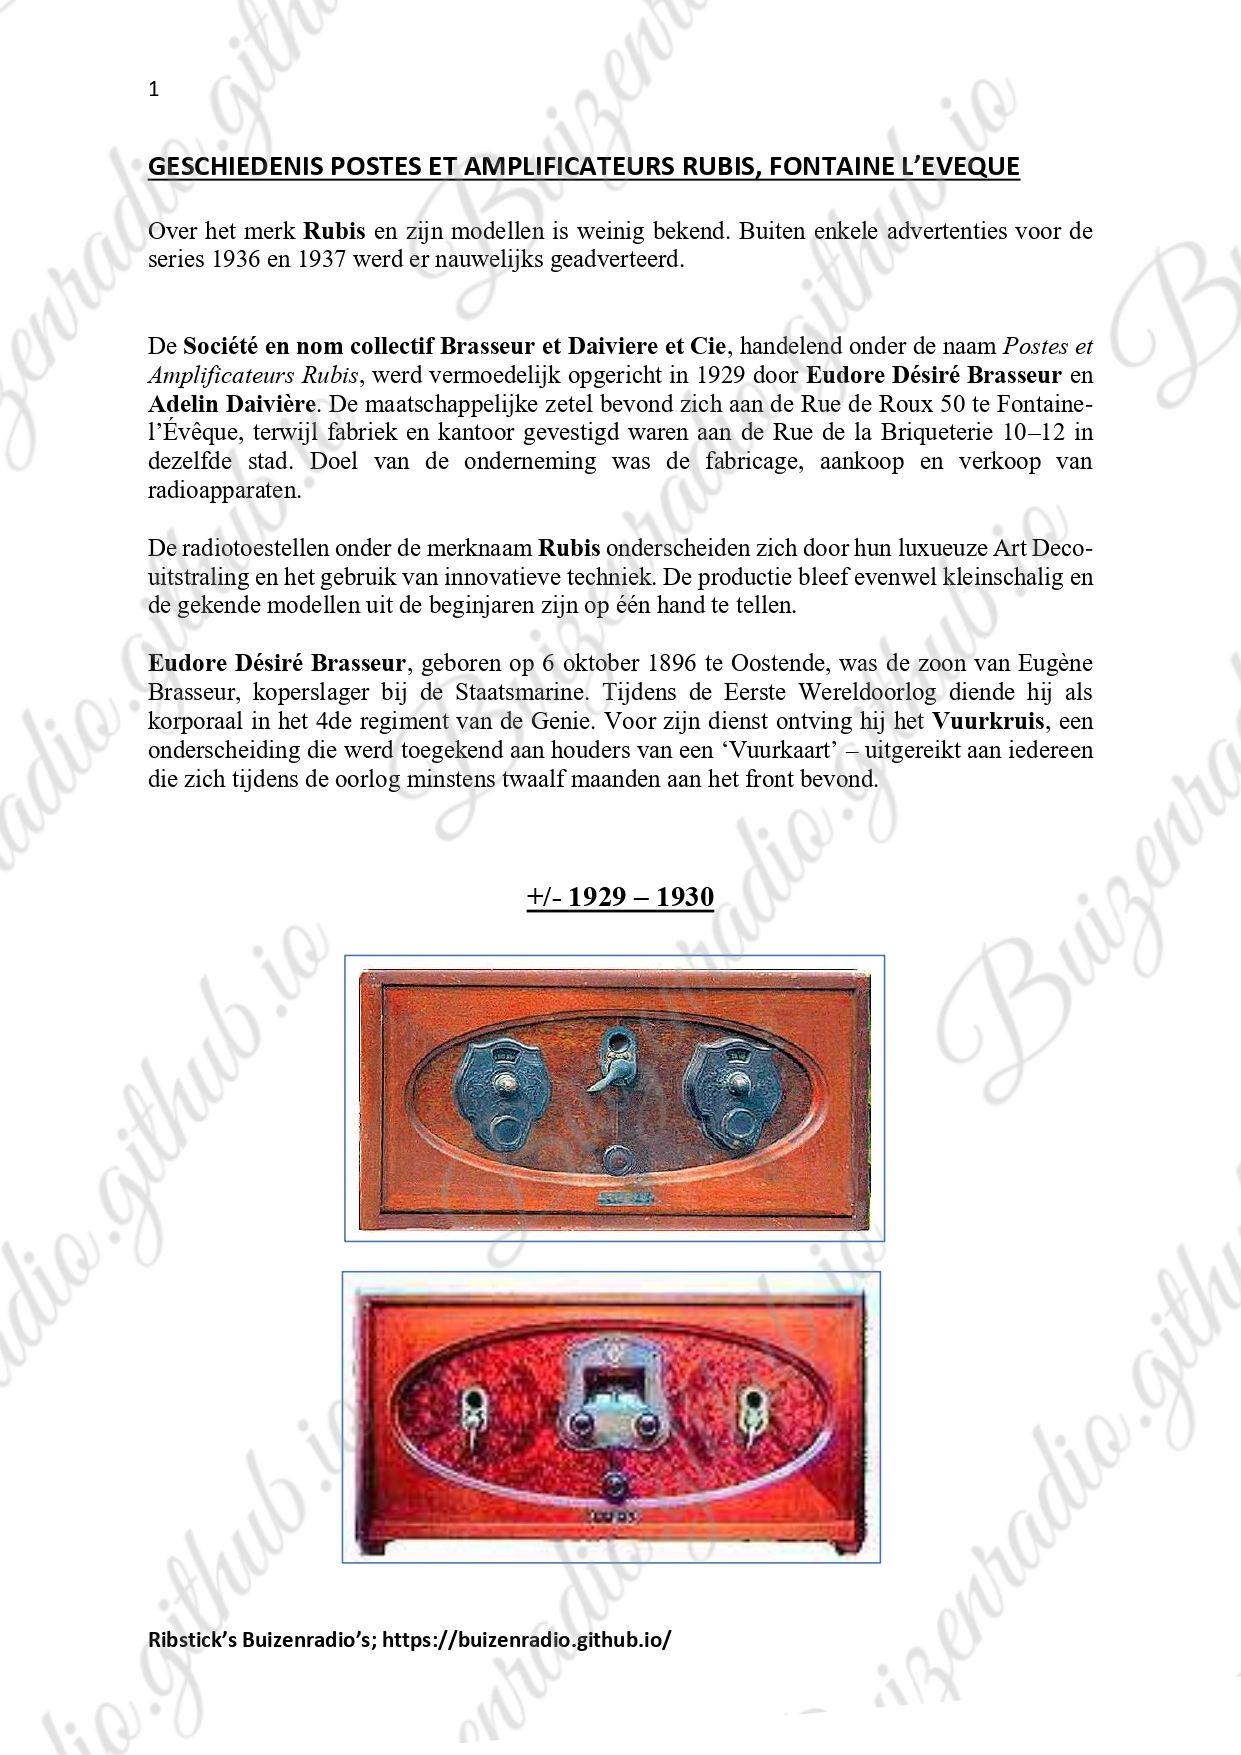 1
GESCHIEDENIS POSTES ET AMPLIFICATEURS RUBIS, FONTAINE L’EVEQUE
Over het merk Rubis en zijn modellen is weinig bekend. Buiten enkele advertenties voor de
series 1936 en 1937 werd er nauwelijks geadverteerd.
De Société en nom collectif Brasseur et Daiviere et Cie, handelend onder de naam Postes et
Amplificateurs Rubis, werd vermoedelijk opgericht in 1929 door Eudore Désiré Brasseur en
Adelin Daivière. De maatschappelijke zetel bevond zich aan de Rue de Roux 50 te Fontaine-
l’Évêque, terwijl fabriek en kantoor gevestigd waren aan de Rue de la Briqueterie 10–12 in
dezelfde stad. Doel van de onderneming was de fabricage, aankoop en verkoop van
radioapparaten.
De radiotoestellen onder de merknaam Rubis onderscheiden zich door hun luxueuze Art Deco-
uitstraling en het gebruik van innovatieve techniek. De productie bleef evenwel kleinschalig en
de gekende modellen uit de beginjaren zijn op één hand te tellen.
Eudore Désiré Brasseur, geboren op 6 oktober 1896 te Oostende, was de zoon van Eugène
Brasseur, koperslager bij de Staatsmarine. Tijdens de Eerste Wereldoorlog diende hij als
korporaal in het 4de regiment van de Genie. Voor zijn dienst ontving hij het Vuurkruis, een
onderscheiding die werd toegekend aan houders van een ‘Vuurkaart’ – uitgereikt aan iedereen
die zich tijdens de oorlog minstens twaalf maanden aan het front bevond.
+/- 1929 – 1930
Ribstick’s Buizenradio’s; https://buizenradio.github.io/
Buizenradio.github.io